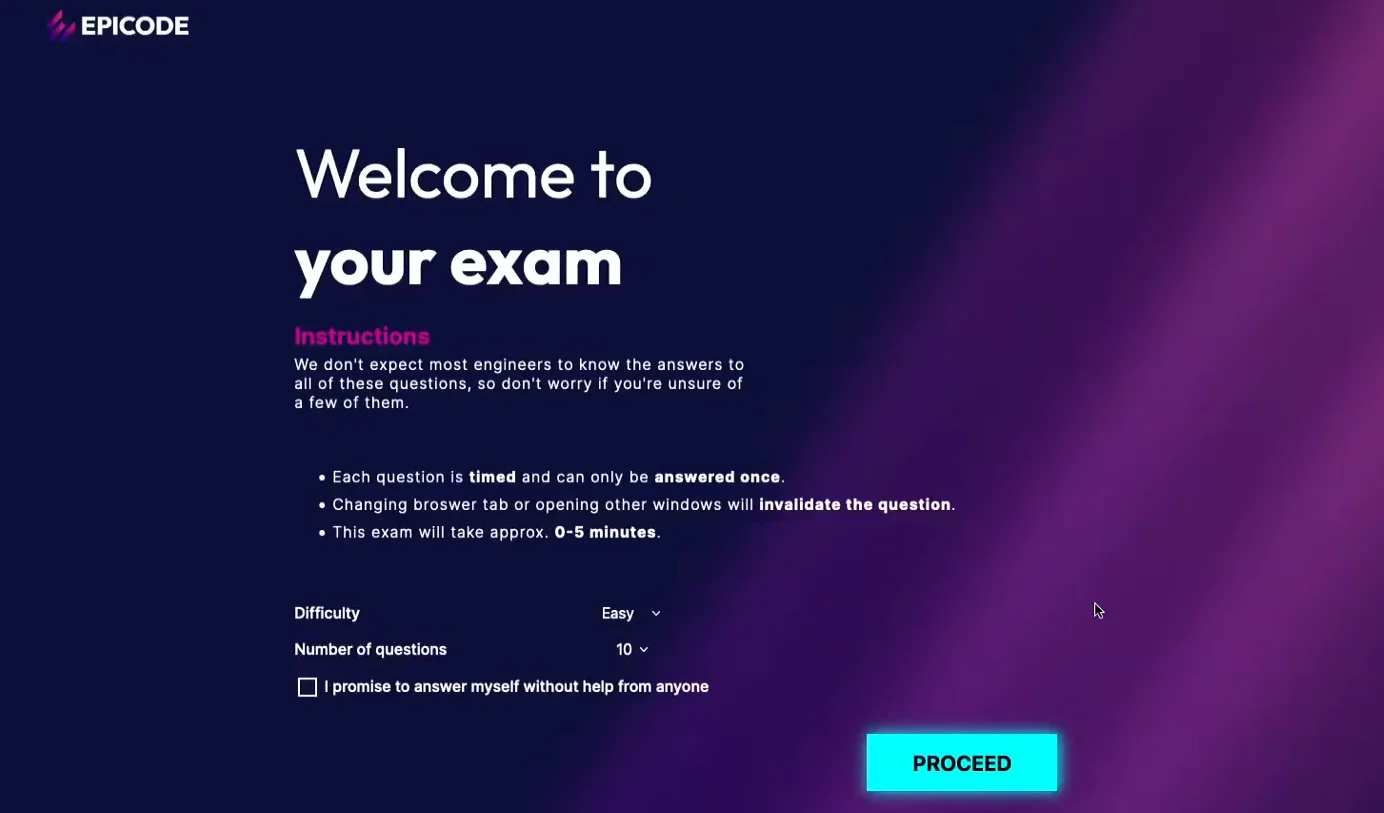 EPICODE
Welcome to
your exam
Instructions
We don't expect most engineers to know the answers to
all of these questions, so don't worry if you're unsure of
a few of them.
• Each question is timed and can only be answered once.
• Changing broswer tab or opening other windows will invalidate the question.
• This exam will take approx. 0-5 minutes.
Difficulty Easy
Number of questions 10
I promise to answer myself without help from anyone
PROCEED